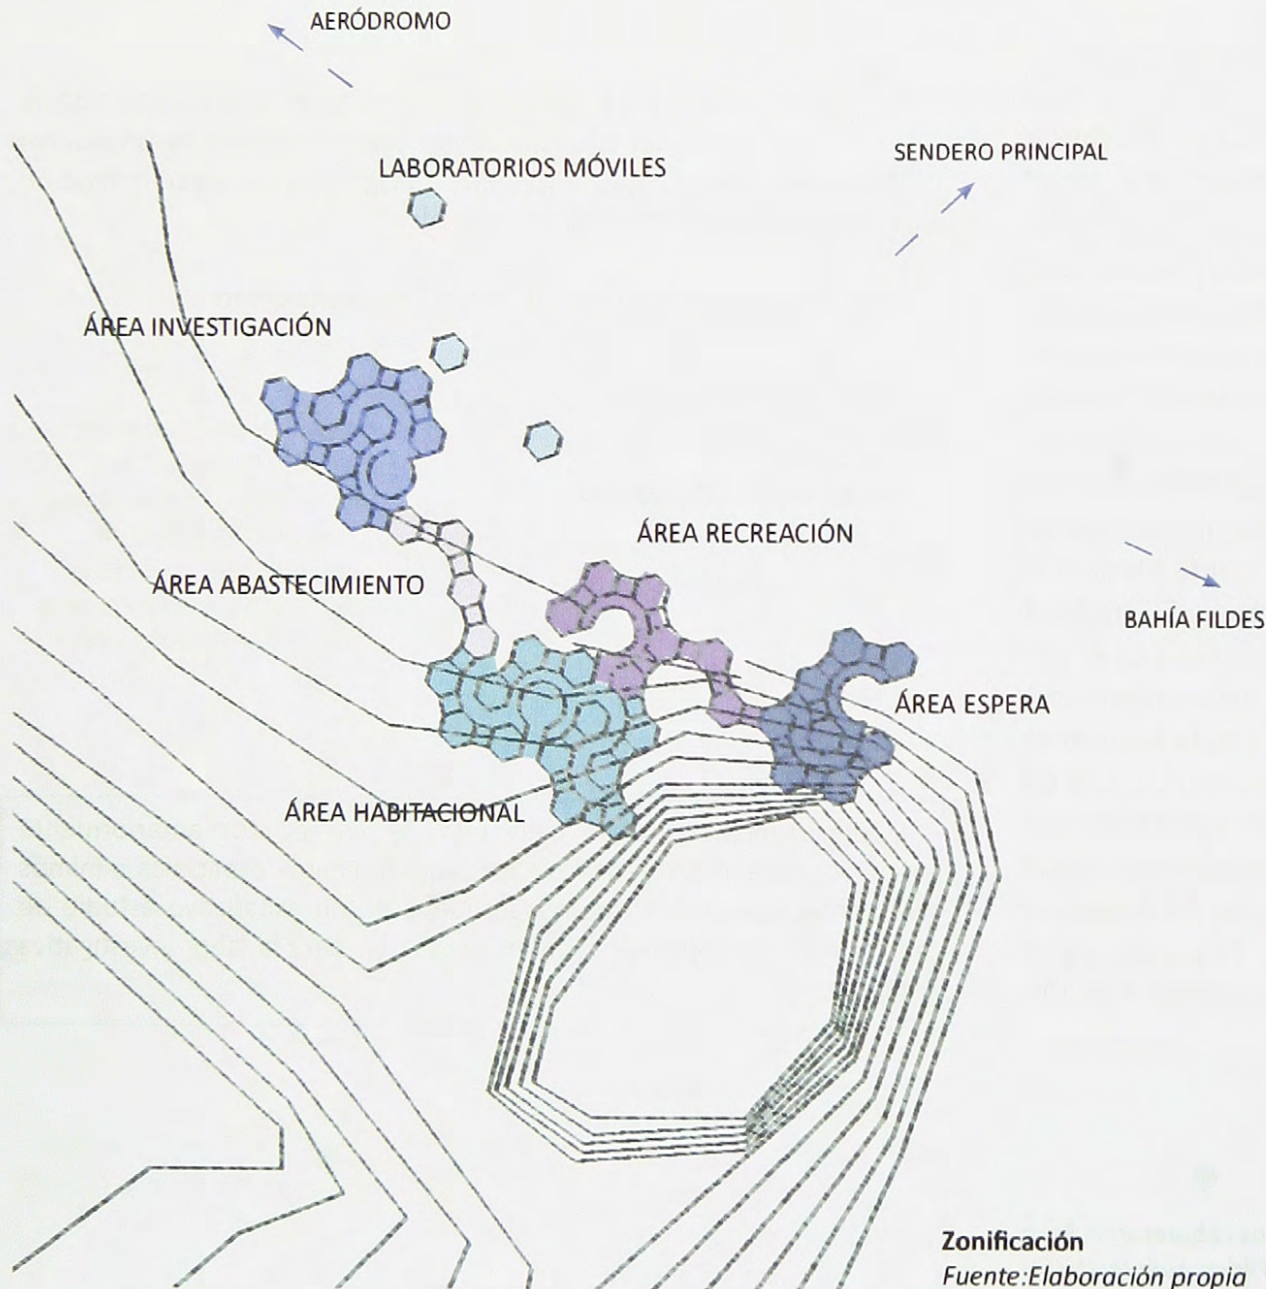 AERÓDROMO
LABORATORIOS MÓVILES
SENDERO PRINCIPAL
ÁREA INVESTIGACIÓN
ÁREA RECREACIÓN
ÁREA ABASTECIMIENTO
BAHÍA FILDES
ÁREA ESPERA
ÁREA HABITACIONAL
Zonificación
Fuente:Elaboración propia